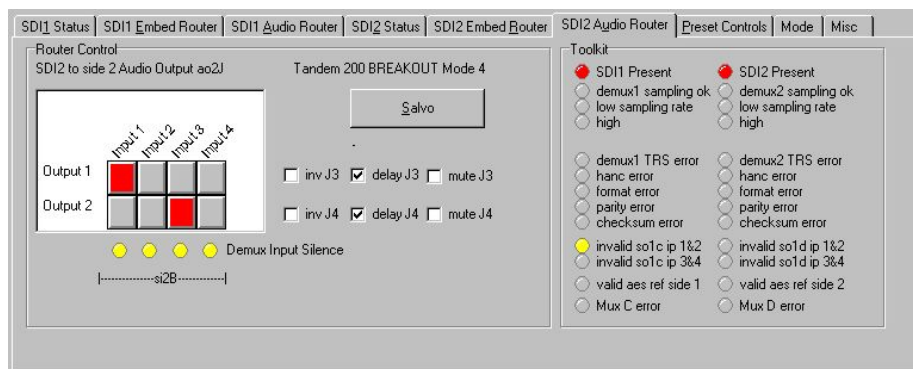 SDI1 Status SDI1 Embed Router SDI1 Audio Router SDI2 Status SDI2 Embed Router SDI2 Audio Router Preset Controls Mode Misc
Router Control
SDI2 to side 2 Audio Output ao2J
Tandem 200 BREAKOUT Mode 4
Salvo
-
Input 1 Input 2 Input 3 Input 4
Output 1
Output 2
inv J3 delay J3 mute J3
inv J4 delay J4 mute J4
Demux Input Silence
|--------------si2B------------|
Toolkit
SDI1 Present
demux1 sampling ok
low sampling rate
high
demux1 TRS error
hanc error
format error
parity error
checksum error
invalid so1c ip 1&2
invalid so1c ip 3&4
valid aes ref side 1
Mux C error
SDI2 Present
demux2 sampling ok
low sampling rate
high
demux2 TRS error
hanc error
format error
parity error
checksum error
invalid so1d ip 1&2
invalid so1d ip 3&4
valid aes ref side 2
Mux D error